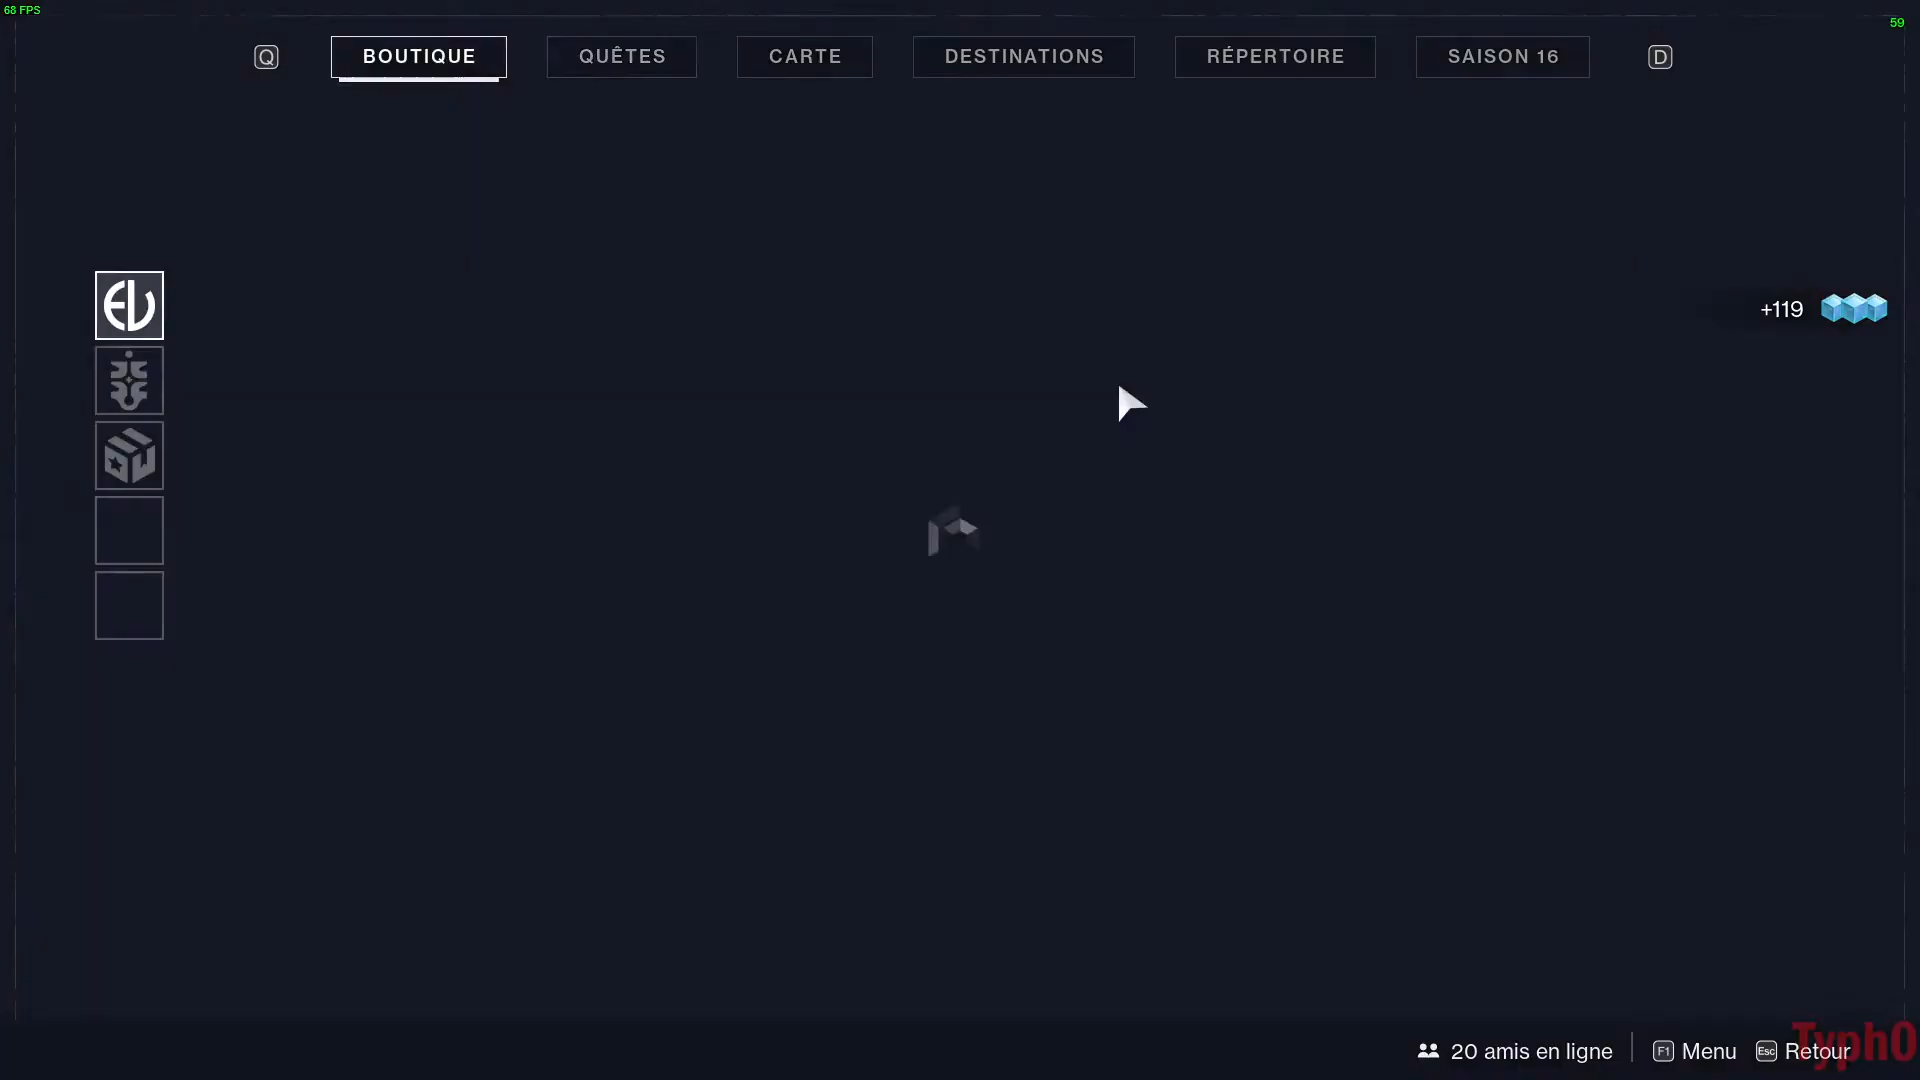 68 FPS
59
Q BOUTIQUE QUÊTES CARTE DESTINATIONS RÉPERTOIRE SAISON 16 D
+119
20 amis en ligne F1 Menu Esc Retour
Typh0